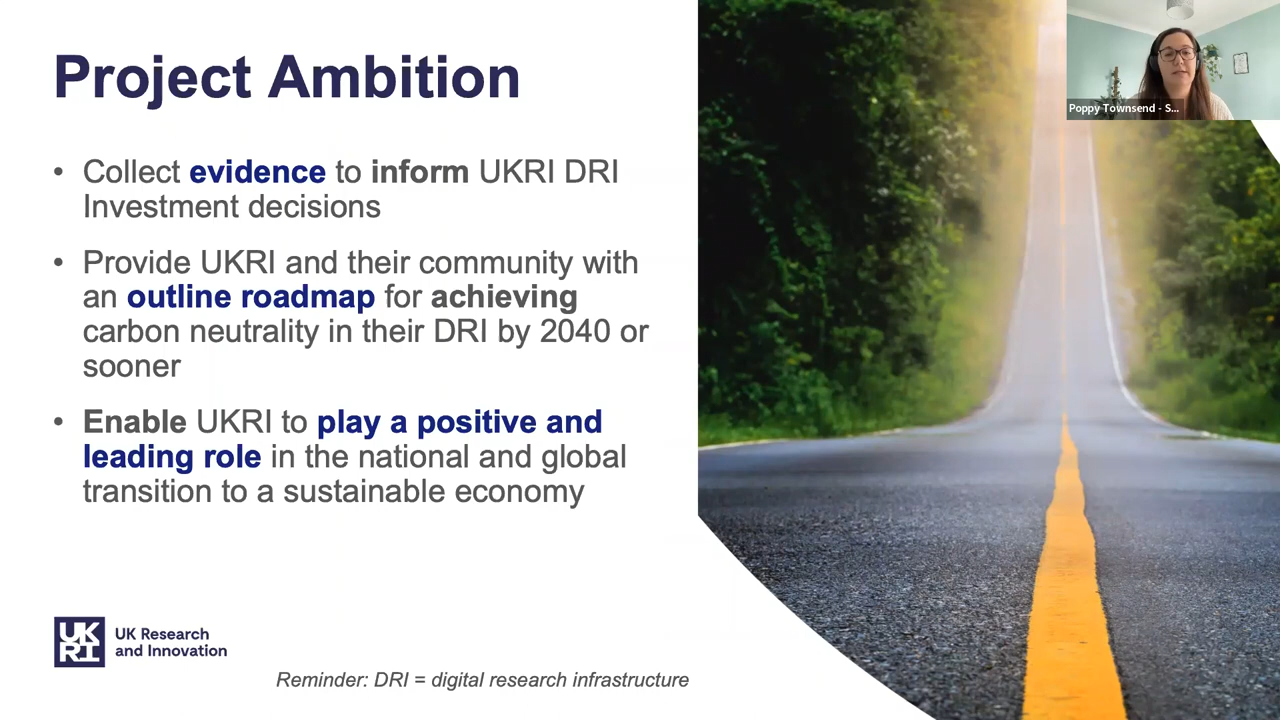 Project Ambition
• Collect evidence to inform UKRI DRI
Investment decisions
• Provide UKRI and their community with
an outline roadmap for achieving
carbon neutrality in their DRI by 2040 or
sooner
• Enable UKRI to play a positive and
leading role in the national and global
transition to a sustainable economy
UK
RI
UK Research
and Innovation
Reminder: DRI = digital research infrastructure
Poppy Townsend - S...